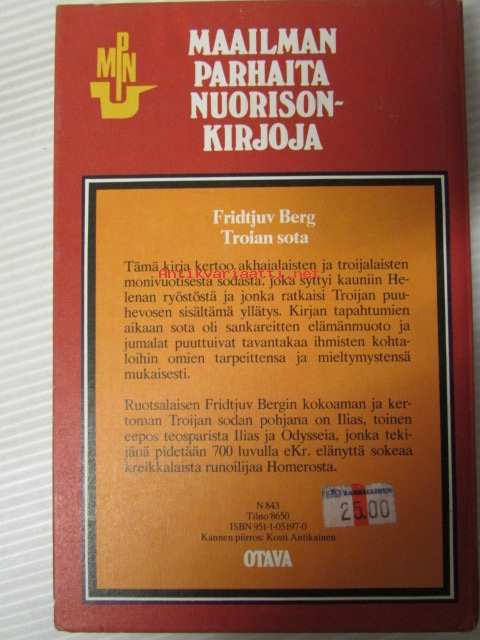 MPN
MAAILMAN
PARHAITA
NUORISON-
KIRJOJA
Fridtjuv Berg
Troian sota
Tämä kirja kertoo akhaialaisten ja troijalaisten
Antikvariaatti.net
monivuotisesta sodasta, joka syttyi kauniin He-
lenan ryöstöstä ja jonka ratkaisi Troijan puu-
hevosen sisältämä yllätys. Kirjan tapahtumien
aikaan sota oli sankareitten elämänmuoto ja
jumalat puuttuivat tavantakaa ihmisten kohta-
loihin omien tarpeittensa ja mieltymystensä
mukaisesti.
Ruotsalaisen Fridtjuv Bergin kokoaman ja ker-
toman Troijan sodan pohjana on Ilias, toinen
eepos teosparista Ilias ja Odysseia, jonka teki-
jänä pidetään 700 luvulla eKr. elänyttä sokeaa
kreikkalaista runoilijaa Homerosta.
N 843
Tilno 8650
ISBN 951-1-05197-0
Kannen piirros: Kosti Antikainen
25.00
OTAVA